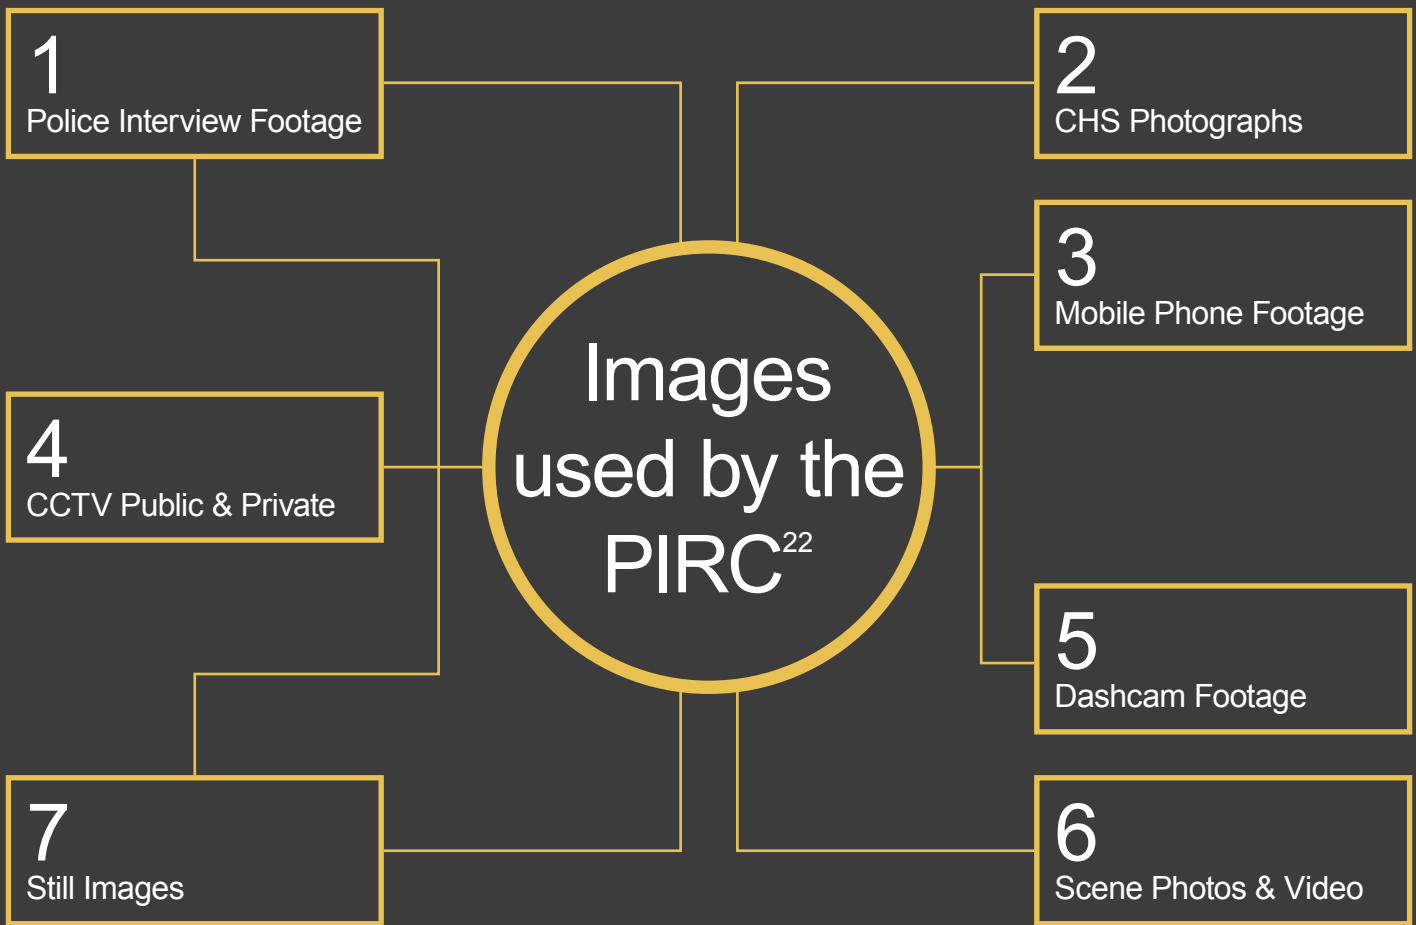 1
Police Interview Footage
2
CHS Photographs
3
Mobile Phone Footage
4
CCTV Public & Private
Images
used by the
PIRC²²
5
Dashcam Footage
7
Still Images
6
Scene Photos & Video